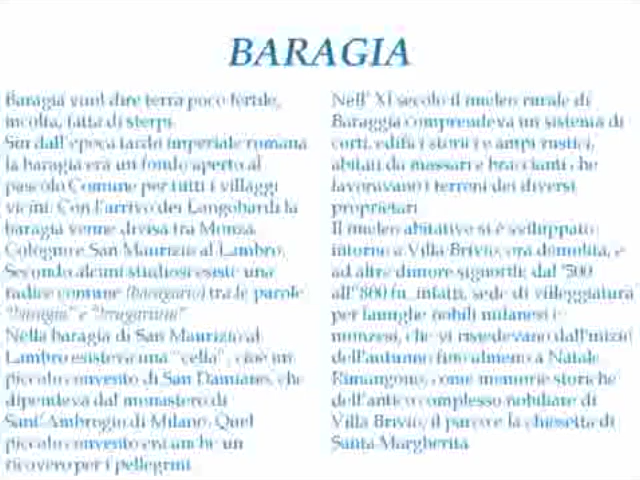 BARAGIA
Baragia vuol dire terra poco fertile,
incolta, fatta di sterpi.
Sin dall'epoca tardo imperiale romana
la baragia era un fondo aperto al
pascolo Comune per tutti i villaggi
vicini. Con l'arrivo dei Longobardi la
baragia venne divisa tra Monza,
Cologno e San Maurizio al Lambro.
Secondo alcuni studiosi esiste una
radice comune tra le parole
"baragia" e
Nella baragia di San Maurizio al
Lambro esisteva una "cella", cioè un
piccolo convento di San Damiano, che
dipendeva dal monastero di
Sant'Ambrogio di Milano. Quel
piccolo convento era anche un
ricovero per i pellegrini
Nell' XI secolo il nucleo rurale di
Baraggia comprendeva un sistema di
corti, edifici storici e ampi rustici,
abitati da massari e braccianti che
lavoravano i terreni dei diversi
proprietari
Il nucleo abitativo si è sviluppato
intorno a Villa Brivio, ora demolita, e
ad altre dimore signorili: dal '500
all' '800 fu, infatti, sede di villeggiatura
per famiglie nobili milanesi e
monzesi, che vi risiedevano dall'inizio
dell'autunno fino almeno a Natale.
Rimangono, come memorie storiche
dell'antico complesso nobiliare di
Villa Brivio, il parco e la chiesetta di
Santa Margherita